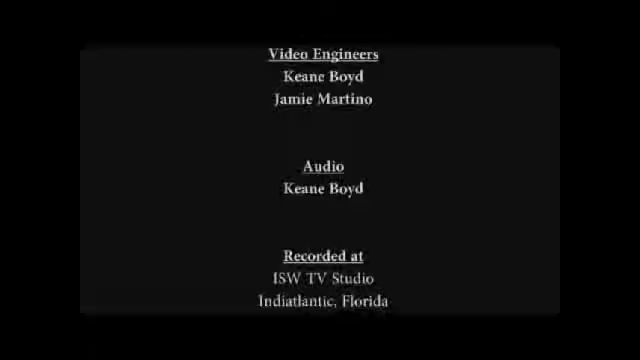 Video Engineers
Keane Boyd
Jamie Martino
Audio
Keane Boyd
Recorded at
ISW TV Studio
Indiatlantic, Florida